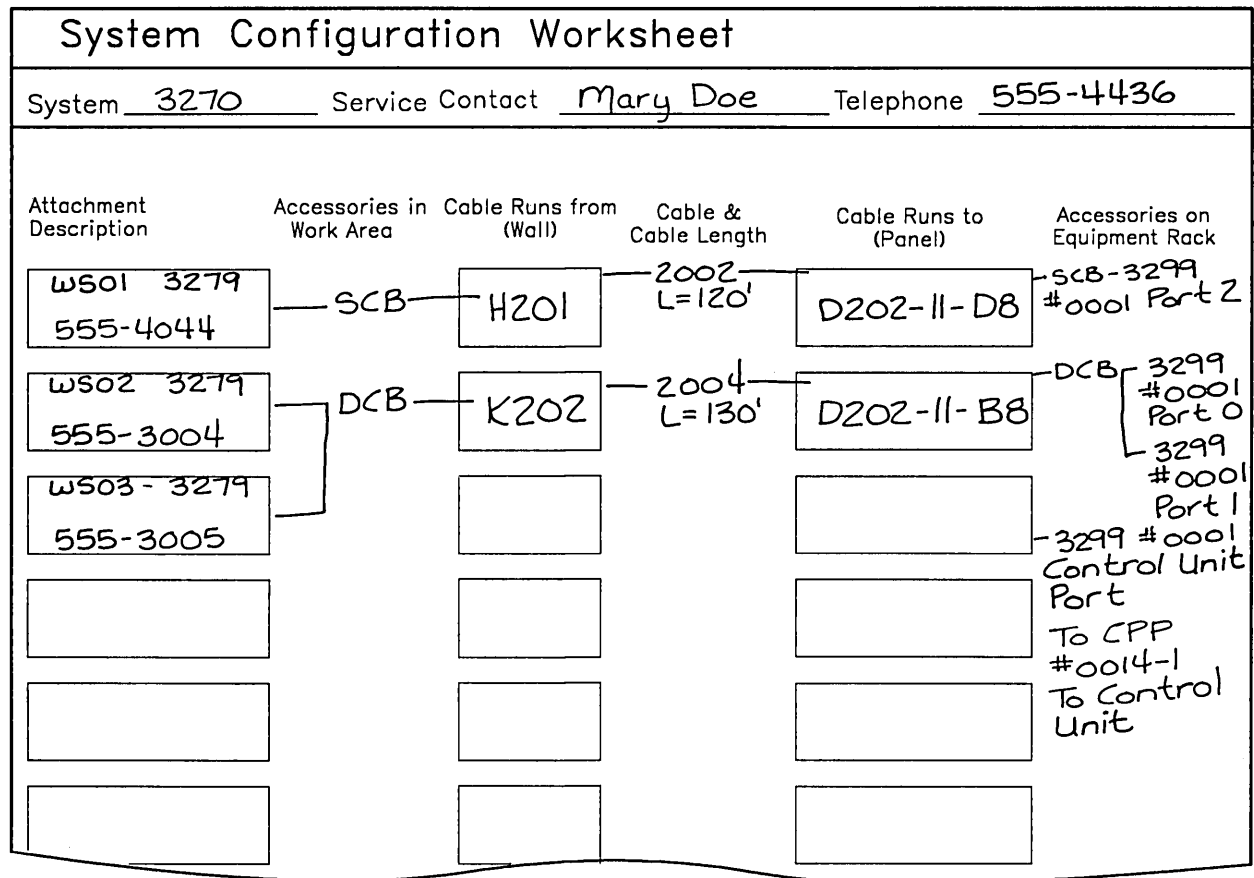 System Configuration Worksheet
System 3270 Service Contact Mary Doe Telephone 555-4436
Attachment
Description
Accessories in
Work Area
Cable Runs from
(Wall)
Cable &
Cable Length
Cable Runs to
(Panel)
Accessories on
Equipment Rack
WS01 3279
555-4044
SCB
H201
2002
L=120'
D202-11-D8
SCB-3299
#0001 Port 2
WS02 3279
555-3004
DCB
K202
2004
L=130'
D202-11-B8
DCB
3299
#0001
Port 0
3299
#0001
Port 1
WS03- 3279
555-3005
3299 #0001
Control Unit
Port
To CPP
#0014-1
To Control
Unit